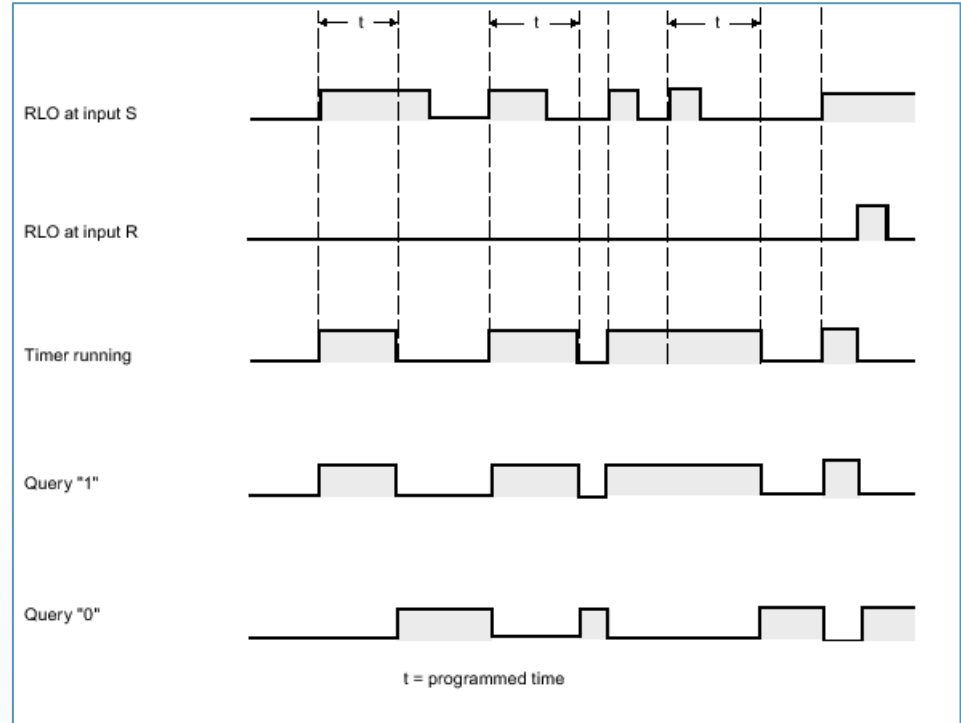 t t t
RLO at input S
RLO at input R
Timer running
Query "1"
Query "0"
t = programmed time